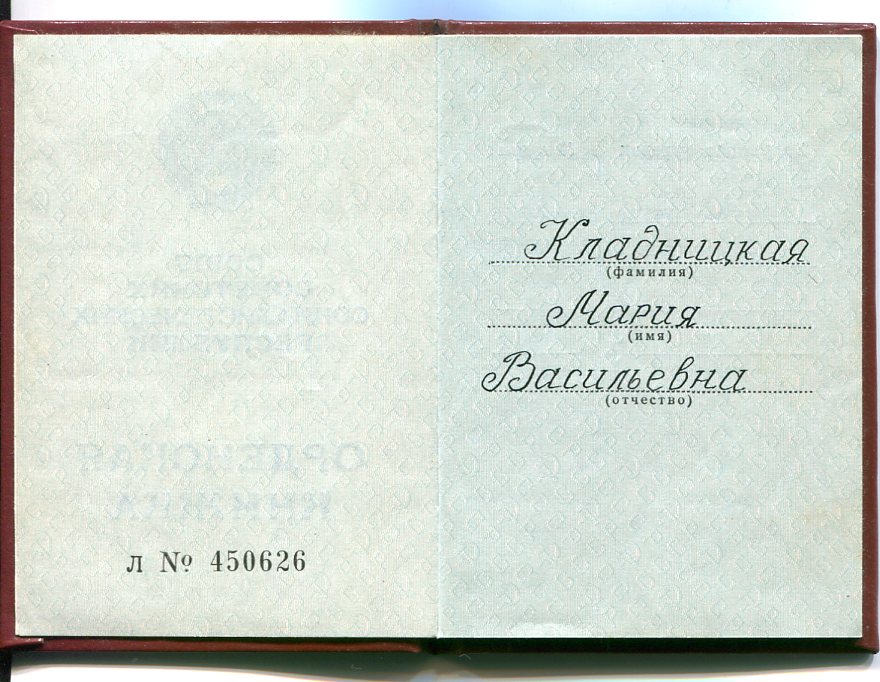 л № 450626
Кладницкая
(фамилия)
Мария
(имя)
Васильевна
(отчество)